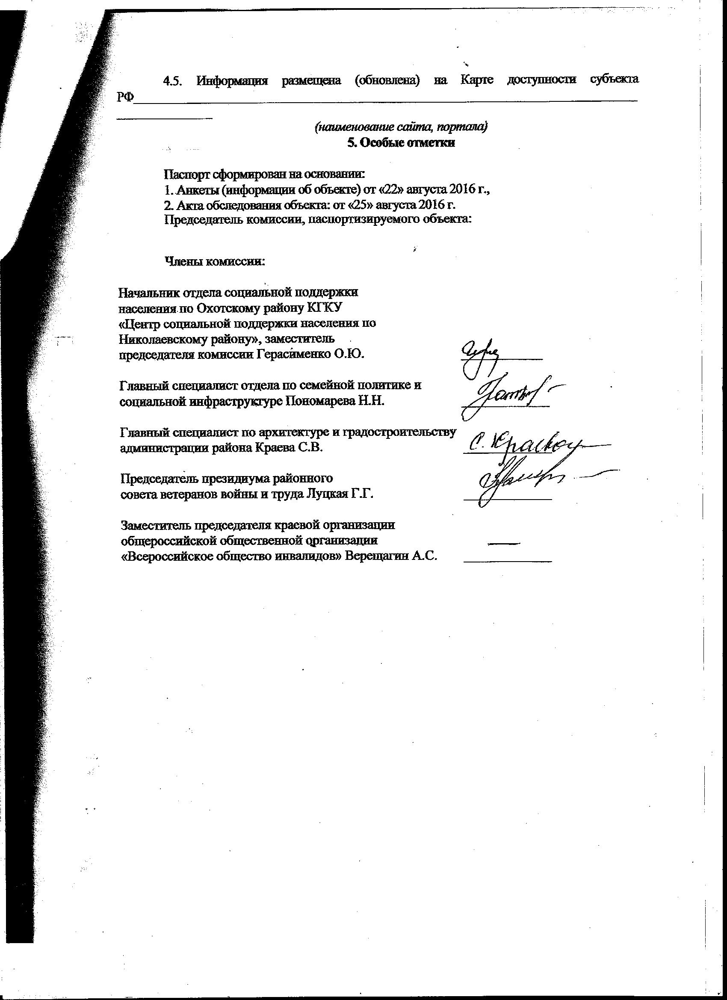 4.5. Информация размещена (обновлена) на Карте доступности субъекта
РФ
(наименование сайта, портала)
5. Особые отметки
Паспорт сформирован на основании:
1. Анкеты (информации об объекте) от «22» августа 2016 г.,
2. Акта обследования объекта: от «25» августа 2016 г.
Председатель комиссии, паспортизируемого объекта:
Члены комиссии:
Начальник отдела социальной поддержки
населения по Охотскому району КГКУ
«Центр социальной поддержки населения по
Николаевскому району», заместитель
председателя комиссии Герасименко О.Ю.
Главный специалист отдела по семейной политике и
социальной инфраструктуре Пономарева Н.Н.
Главный специалист по архитектуре и градостроительству
администрации района Краева С.В.
Председатель президиума районного
совета ветеранов войны и труда Луцкая Г.Г.
Заместитель председателя краевой организации
общероссийской общественной организации
«Всероссийское общество инвалидов» Верещагин А.С.